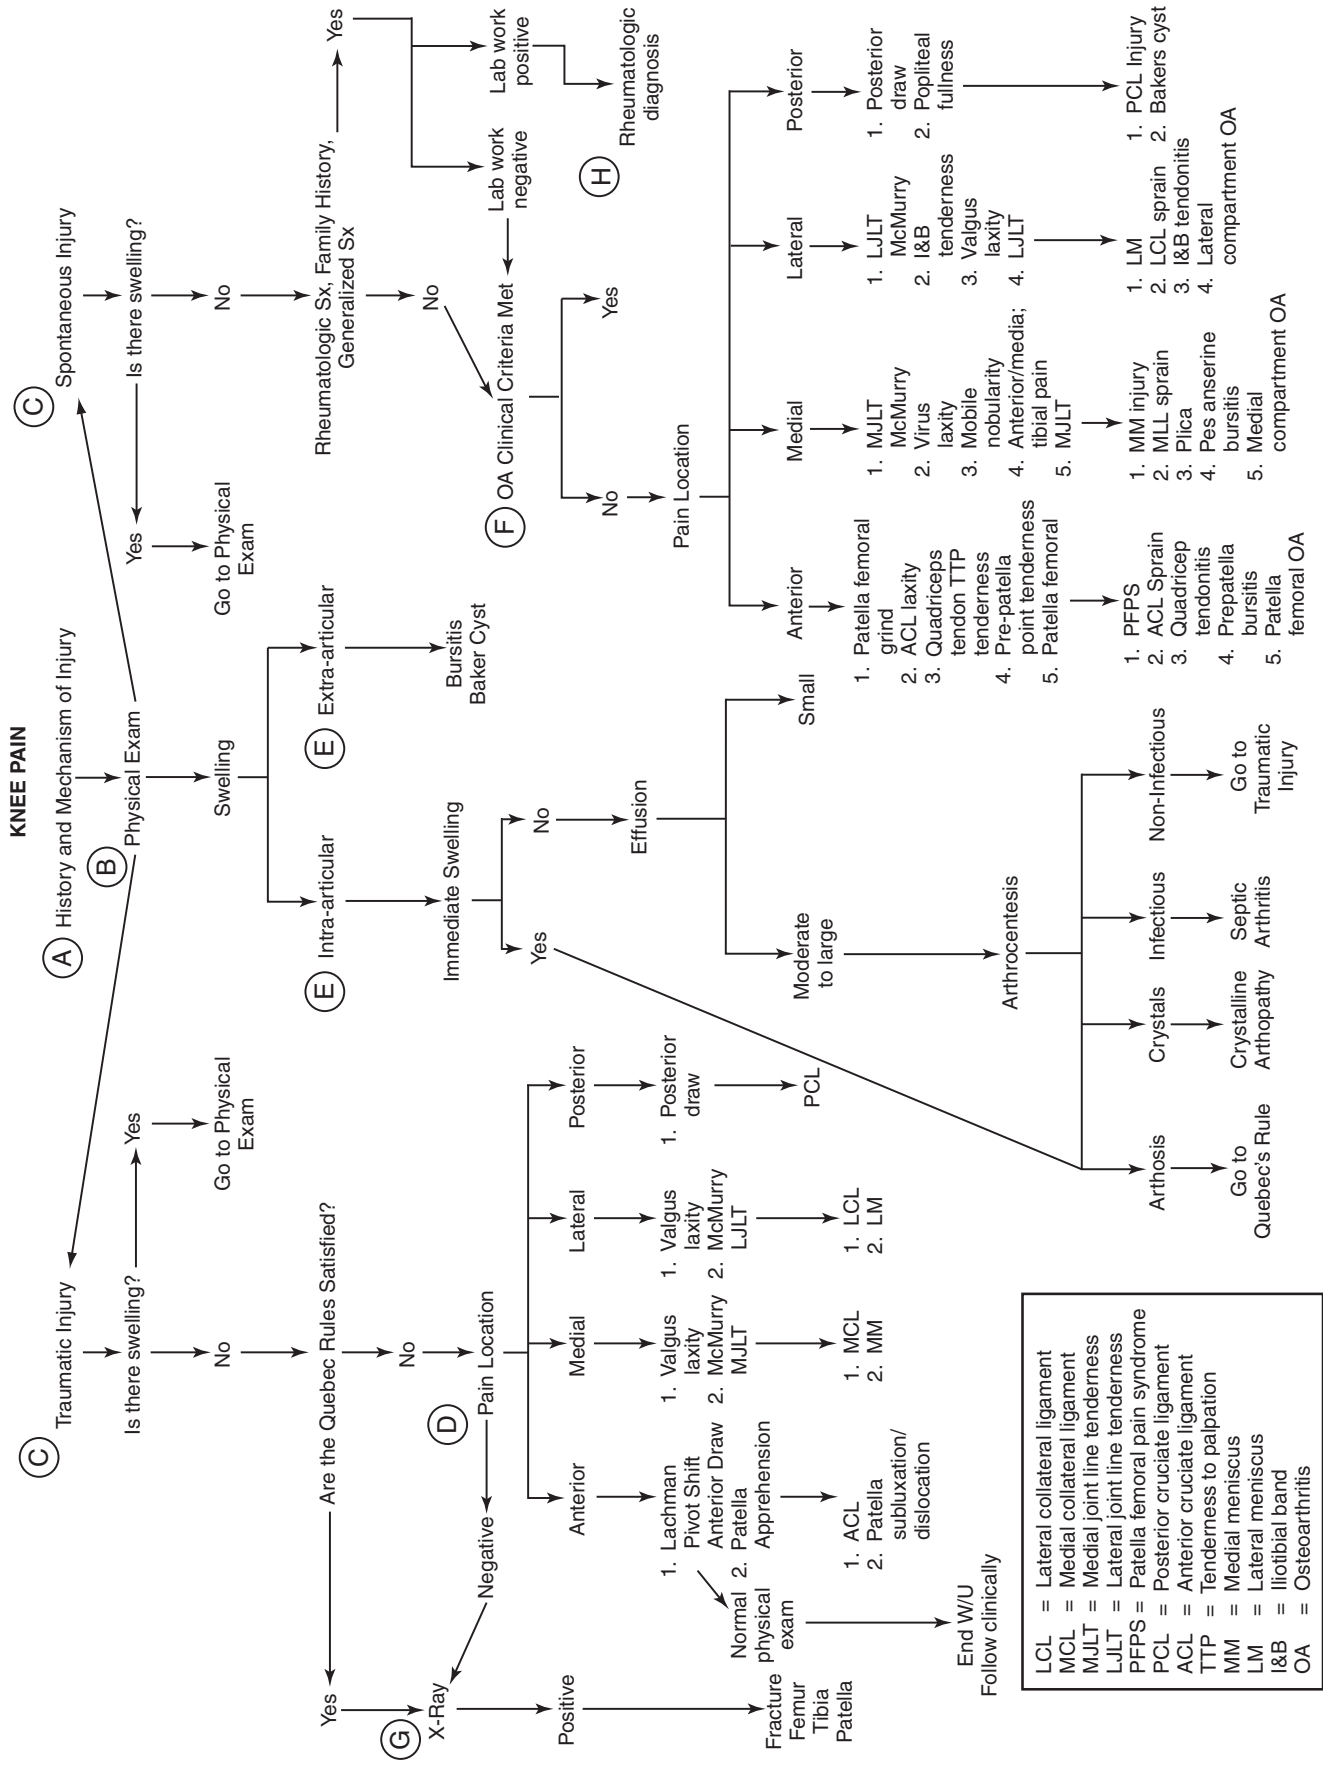 KNEE PAIN
A
History and Mechanism of Injury
B
Physical Exam
C
Traumatic Injury
Is there swelling?
Yes
Go to Physical
Exam
No
Are the Quebec Rules Satisfied?
Yes
G
X-Ray
Positive
Fracture
Femur
Tibia
Patella
No
D
Pain Location
Negative
Anterior
1. Lachman
Pivot Shift
Anterior Draw
2. Patella
Apprehension
Normal
physical
exam
End W/U
Follow clinically
1. ACL
2. Patella
subluxation/
dislocation
Medial
1. Valgus
laxity
2. McMurry
MJLT
1. MCL
2. MM
Lateral
1. Valgus
laxity
2. McMurry
LJLT
1. LCL
2. LM
Posterior
1. Posterior
draw
PCL
Swelling
E
Intra-articular
E
Extra-articular
Bursitis
Baker Cyst
Immediate Swelling
Yes
No
Effusion
Moderate
to large
Small
Arthrocentesis
Arthosis
Go to
Quebec's Rule
Crystals
Crystalline
Arthopathy
Infectious
Septic
Arthritis
Non-Infectious
Go to
Traumatic
Injury
C
Spontaneous Injury
Is there swelling?
Yes
Go to Physical
Exam
No
Rheumatologic Sx, Family History,
Generalized Sx
Yes
Lab work
negative
Lab work
positive
H
Rheumatologic
diagnosis
No
F
OA Clinical Criteria Met
No
Yes
Pain Location
Anterior
1. Patella femoral
grind
2. ACL laxity
3. Quadriceps
tendon TTP
tenderness
4. Pre-patella
point tenderness
5. Patella femoral
1. PFPS
2. ACL Sprain
3. Quadricep
tendonitis
4. Prepatella
bursitis
5. Patella
femoral OA
Medial
1. MJLT
McMurry
2. Virus
laxity
3. Mobile
nobularity
4. Anterior/media;
tibial pain
5. MJLT
1. MM injury
2. MLL sprain
3. Plica
4. Pes anserine
bursitis
5. Medial
compartment OA
Lateral
1. LJLT
McMurry
2. I&B
tenderness
3. Valgus
laxity
4. LJLT
1. LM
2. LCL sprain
3. I&B tendonitis
4. Lateral
compartment OA
Posterior
1. Posterior
draw
2. Popliteal
fullness
1. PCL Injury
2. Bakers cyst
LCL = Lateral collateral ligament
MCL = Medial collateral ligament
MJLT = Medial joint line tenderness
LJLT = Lateral joint line tenderness
PFPS = Patella femoral pain syndrome
PCL = Posterior cruciate ligament
ACL = Anterior cruciate ligament
TTP = Tenderness to palpation
MM = Medial meniscus
LM = Lateral meniscus
I&B = Iliotibial band
OA = Osteoarthritis